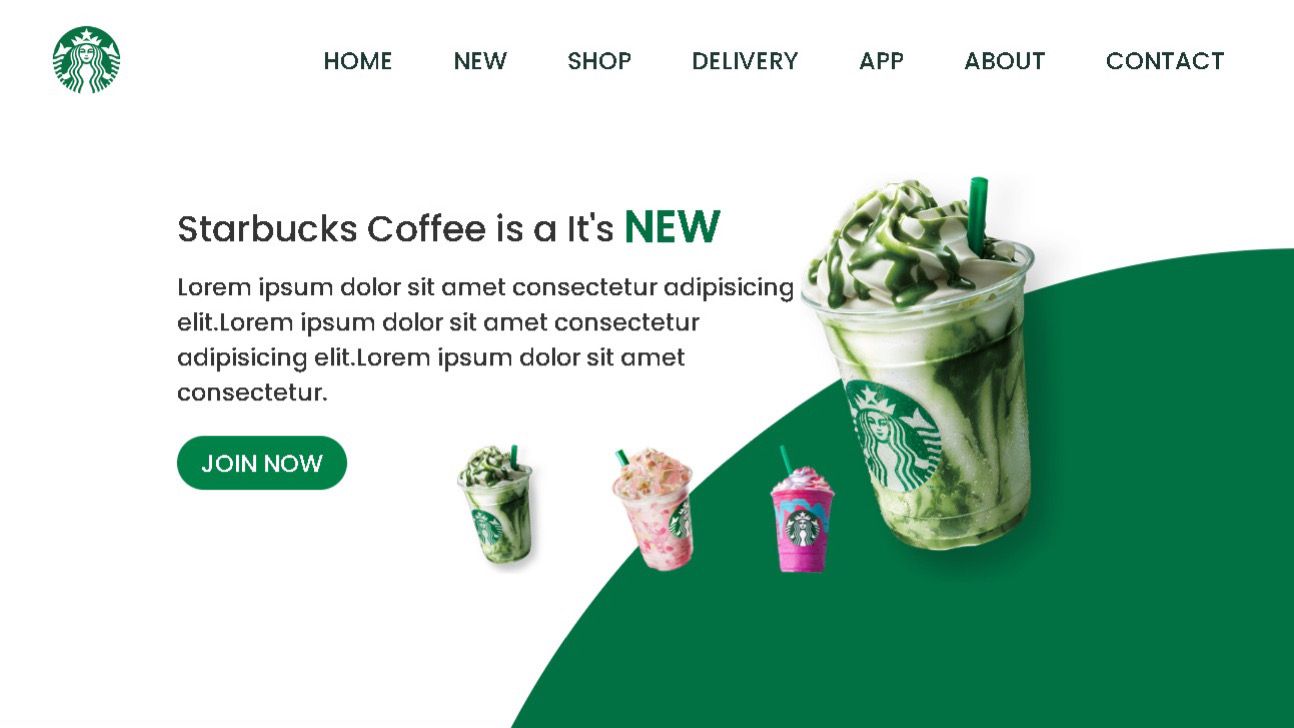 HOME NEW SHOP DELIVERY APP ABOUT CONTACT
Starbucks Coffee is a It's NEW
Lorem ipsum dolor sit amet consectetur adipisicing
elit.Lorem ipsum dolor sit amet consectetur
adipisicing elit.Lorem ipsum dolor sit amet
consectetur.
JOIN NOW